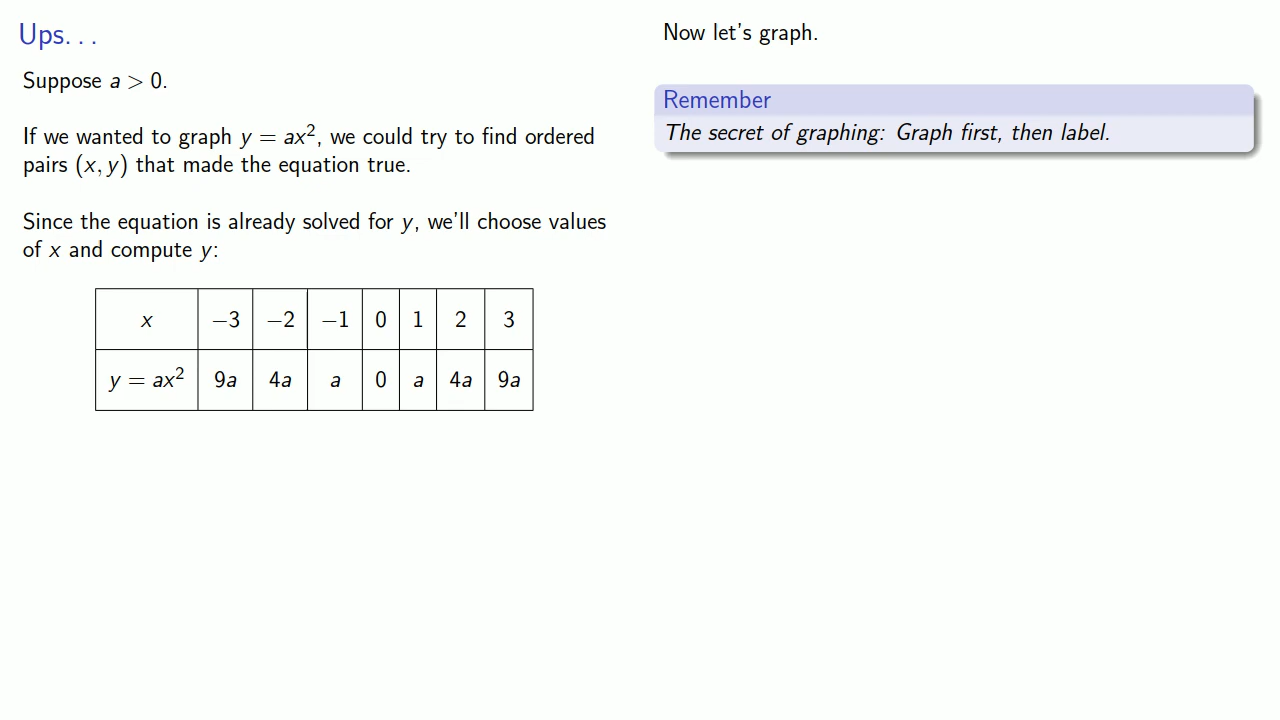 Ups. . .
Suppose a > 0.
If we wanted to graph y = ax², we could try to find ordered
pairs (x, y) that made the equation true.
Since the equation is already solved for y, we'll choose values
of x and compute y:
x −3 −2 −1 0 1 2 3
y = ax² 9a 4a a 0 a 4a 9a
Now let's graph.
Remember
The secret of graphing: Graph first, then label.